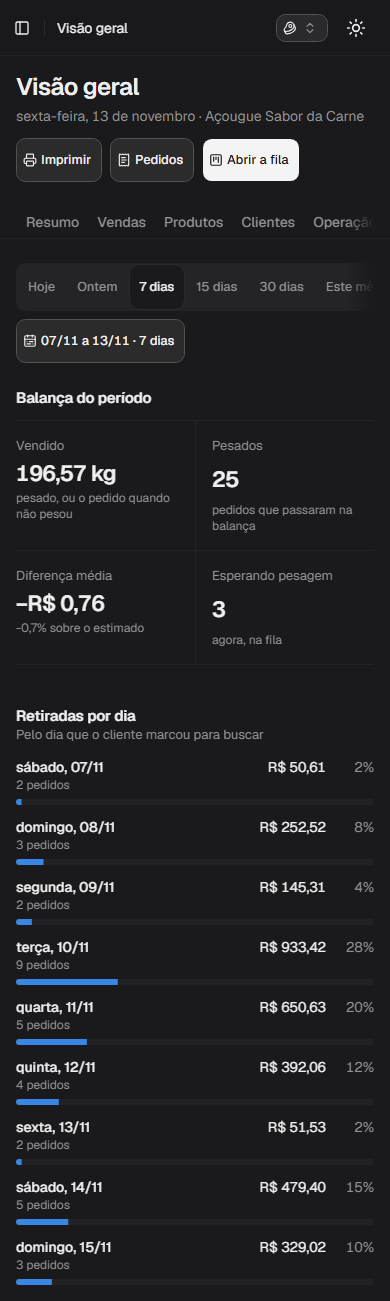 Visão geral
Visão geral
sexta-feira, 13 de novembro · Açougue Sabor da Carne
Imprimir
Pedidos
Abrir a fila
Resumo Vendas Produtos Clientes Operação
Hoje Ontem 7 dias 15 dias 30 dias Este mê
07/11 a 13/11 · 7 dias
Balança do período
Vendido
196,57 kg
pesado, ou o pedido quando
não pesou
Pesados
25
pedidos que passaram na
balança
Diferença média
−R$ 0,76
-0,7% sobre o estimado
Esperando pesagem
3
agora, na fila
Retiradas por dia
Pelo dia que o cliente marcou para buscar
sábado, 07/11 R$ 50,61 2%
2 pedidos
domingo, 08/11 R$ 252,52 8%
3 pedidos
segunda, 09/11 R$ 145,31 4%
2 pedidos
terça, 10/11 R$ 933,42 28%
9 pedidos
quarta, 11/11 R$ 650,63 20%
5 pedidos
quinta, 12/11 R$ 392,06 12%
4 pedidos
sexta, 13/11 R$ 51,53 2%
2 pedidos
sábado, 14/11 R$ 479,40 15%
5 pedidos
domingo, 15/11 R$ 329,02 10%
3 pedidos